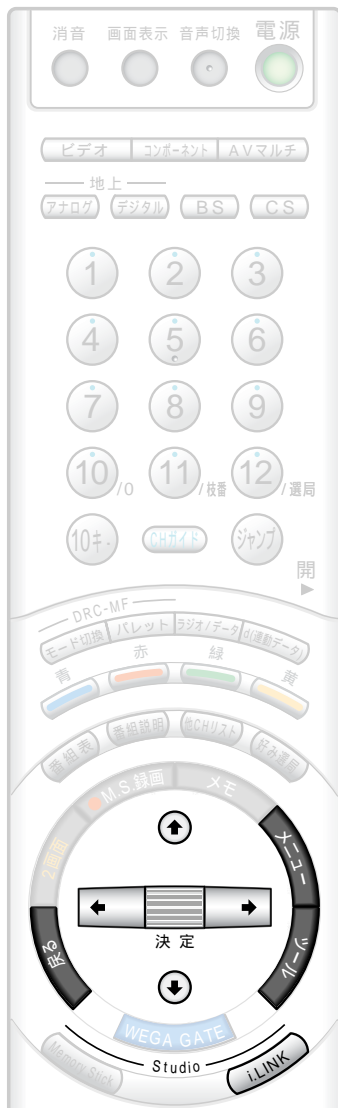 消音 画面表示 音声切換 電源
ビデオ コンポーネント AVマルチ
地上
アナログ デジタル BS CS
1 2 3
4 5 6
7 8 9
10/0 11/枝番 12/選局
10キー CHガイド ジャンプ
開
DRC-MF
モード切換 パレット ラジオ/データ d(連動データ)
青 赤 緑 黄
番組表 番組説明 他CHリスト 好み選局
2画面 M.S.録画 メモ メニュー
決定
戻る ツール
WEGA GATE
Memory Stick Studio i.LINK